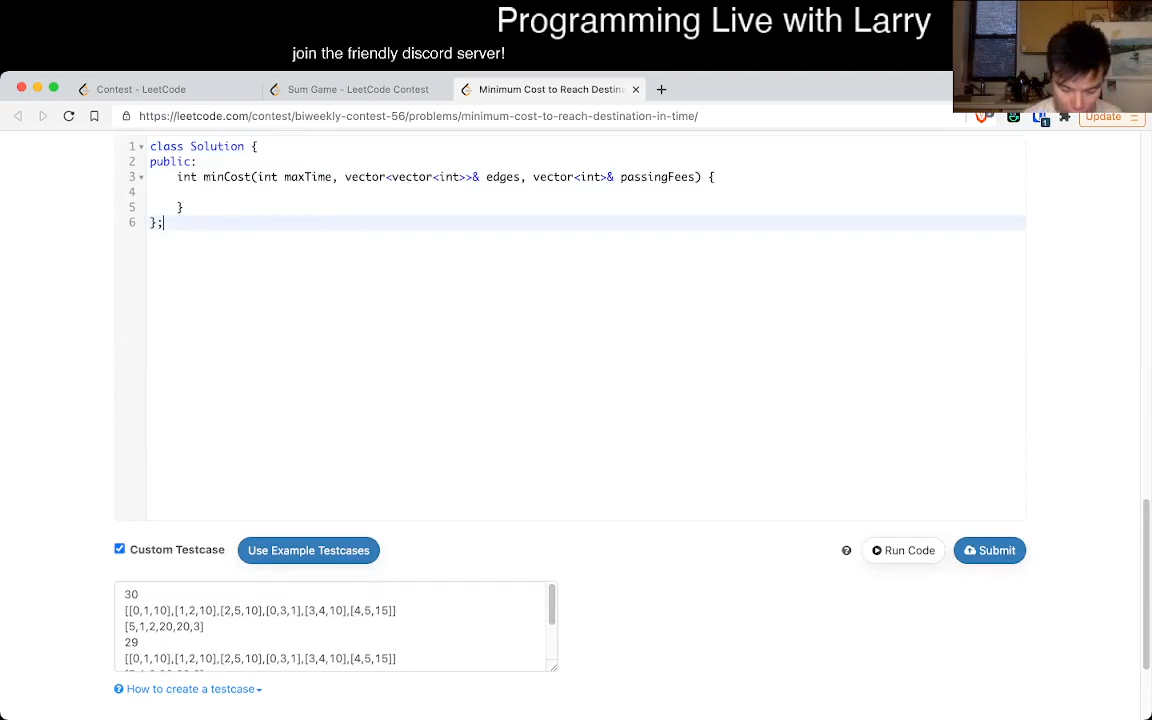 Programming Live with Larry
join the friendly discord server!
Contest - LeetCode
Sum Game - LeetCode Contest
Minimum Cost to Reach Destina
https://leetcode.com/contest/biweekly-contest-56/problems/minimum-cost-to-reach-destination-in-time/
Update
1 class Solution {
2 public:
3 int minCost(int maxTime, vector<vector<int>>& edges, vector<int>& passingFees) {
4
5 }
6 };
Custom Testcase
Use Example Testcases
Run Code
Submit
30
[[0,1,10],[1,2,10],[2,5,10],[0,3,1],[3,4,10],[4,5,15]]
[5,1,2,20,20,3]
29
[[0,1,10],[1,2,10],[2,5,10],[0,3,1],[3,4,10],[4,5,15]]
How to create a testcase